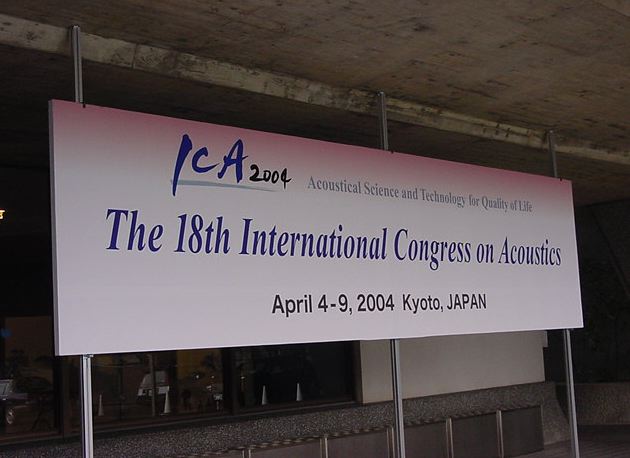 ICA 2004 Acoustical Science and Technology for Quality of Life
The 18th International Congress on Acoustics
April 4-9, 2004 Kyoto, JAPAN